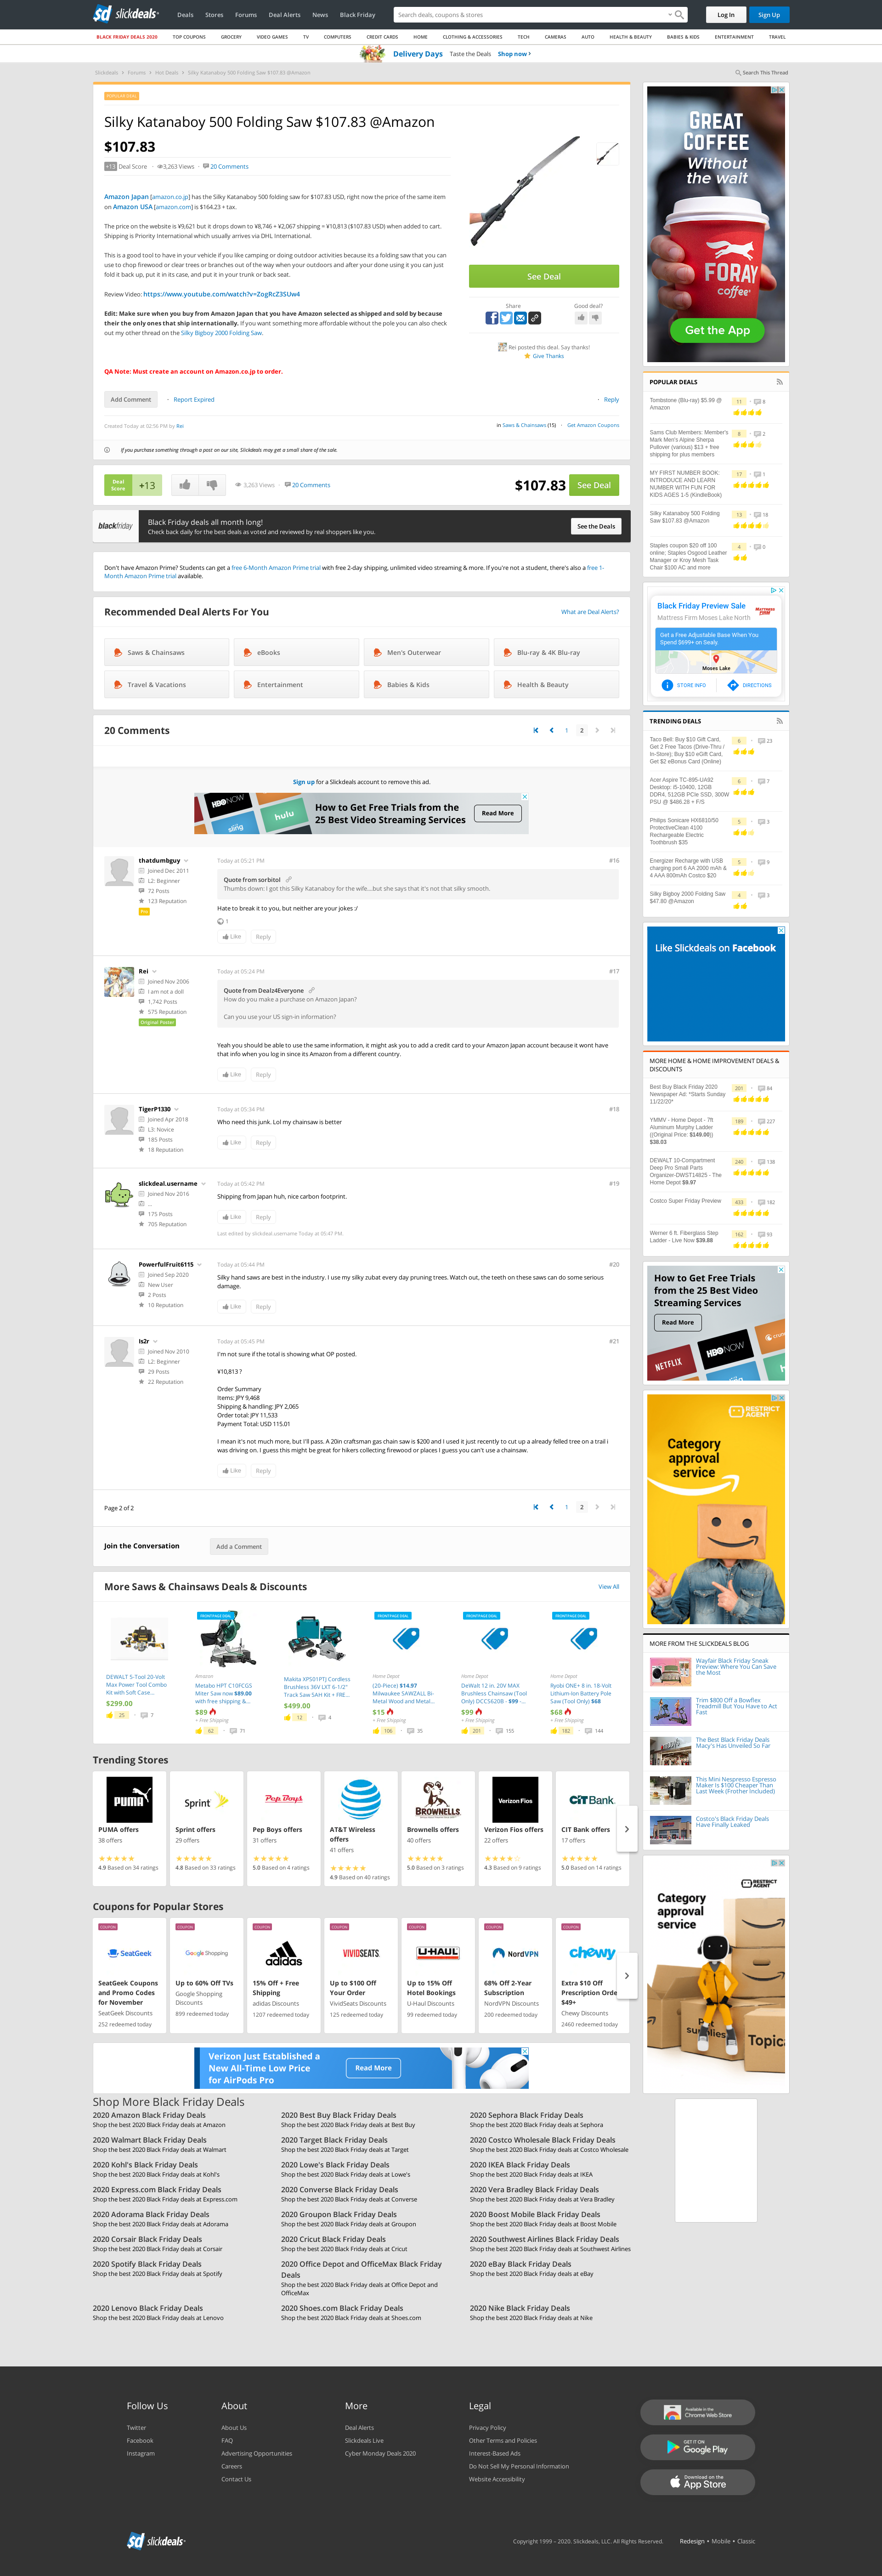 slickdeals
Deals Stores Forums Deal Alerts News Black Friday
Search deals, coupons & stores
Log In
Sign Up
BLACK FRIDAY DEALS 2020 TOP COUPONS GROCERY VIDEO GAMES TV COMPUTERS CREDIT CARDS HOME CLOTHING & ACCESSORIES TECH CAMERAS AUTO HEALTH & BEAUTY BABIES & KIDS ENTERTAINMENT TRAVEL
Delivery Days Taste the Deals Shop now
Slickdeals > Forums > Hot Deals > Silky Katanaboy 500 Folding Saw $107.83 @Amazon
Search This Thread
POPULAR DEAL
Silky Katanaboy 500 Folding Saw $107.83 @Amazon
$107.83
+13 Deal Score 3,263 Views 20 Comments
Amazon Japan [amazon.co.jp] has the Silky Katanaboy 500 folding saw for $107.83 USD, right now the price of the same item
on Amazon USA [amazon.com] is $164.23 + tax.
The price on the website is ¥9,621 but it drops down to ¥8,746 + ¥2,067 shipping = ¥10,813 ($107.83 USD) when added to cart.
Shipping is Priority International which usually arrives via DHL International.
This is a good tool to have in your vehicle if you like camping or doing outdoor activities because its a folding saw that you can
use to chop firewood or clear trees or branches out of the way when your outdoors and after your done using it you can just
fold it back up, put it in its case, and put it in your trunk or back seat.
Review Video: https://www.youtube.com/watch?v=ZogRcZ3SUw4
Edit: Make sure when you buy from Amazon Japan that you have Amazon selected as shipped and sold by because
their the only ones that ship internationally. If you want something more affordable without the pole you can also check
out my other thread on the Silky Bigboy 2000 Folding Saw.
QA Note: Must create an account on Amazon.co.jp to order.
See Deal
Share
Good deal?
Rei posted this deal. Say thanks!
Give Thanks
Add Comment Report Expired Reply
Created Today at 02:56 PM by Rei
in Saws & Chainsaws (15) Get Amazon Coupons
If you purchase something through a post on our site, Slickdeals may get a small share of the sale.
Deal Score +13 3,263 Views 20 Comments $107.83 See Deal
blackfriday
Black Friday deals all month long!
Check back daily for the best deals as voted and reviewed by real shoppers like you.
See the Deals
Don't have Amazon Prime? Students can get a free 6-Month Amazon Prime trial with free 2-day shipping, unlimited video streaming & more. If you're not a student, there's also a free 1-
Month Amazon Prime trial available.
Recommended Deal Alerts For You
What are Deal Alerts?
Saws & Chainsaws eBooks Men's Outerwear Blu-ray & 4K Blu-ray
Travel & Vacations Entertainment Babies & Kids Health & Beauty
20 Comments
1 2
Sign up for a Slickdeals account to remove this ad.
HBO NOW sling hulu
How to Get Free Trials from the
25 Best Video Streaming Services
Read More
thatdumbguy
Joined Dec 2011
L2: Beginner
72 Posts
123 Reputation
Pro
Today at 05:21 PM
#16
Quote from sorbitol
Thumbs down: I got this Silky Katanaboy for the wife....but she says that it's not that silky smooth.
Hate to break it to you, but neither are your jokes :/
1
Like Reply
Rei
Joined Nov 2006
I am not a doll
1,742 Posts
575 Reputation
Original Poster
Today at 05:24 PM
#17
Quote from Dealz4Everyone
How do you make a purchase on Amazon Japan?
Can you use your US sign-in information?
Yeah you should be able to use the same information, it might ask you to add a credit card to your Amazon Japan account because it wont have
that info when you log in since its Amazon from a different country.
Like Reply
TigerP1330
Joined Apr 2018
L3: Novice
185 Posts
18 Reputation
Today at 05:34 PM
#18
Who need this junk. Lol my chainsaw is better
Like Reply
slickdeal.username
Joined Nov 2016
...
175 Posts
705 Reputation
Today at 05:42 PM
#19
Shipping from Japan huh, nice carbon footprint.
Like Reply
Last edited by slickdeal.username Today at 05:47 PM.
PowerfulFruit6115
Joined Sep 2020
New User
2 Posts
10 Reputation
Today at 05:44 PM
#20
Silky hand saws are best in the industry. I use my silky zubat every day pruning trees. Watch out, the teeth on these saws can do some serious
damage.
Like Reply
ls2r
Joined Nov 2010
L2: Beginner
29 Posts
22 Reputation
Today at 05:45 PM
#21
I'm not sure if the total is showing what OP posted.
¥10,813 ?
Order Summary
Items: JPY 9,468
Shipping & handling: JPY 2,065
Order total: JPY 11,533
Payment Total: USD 115.01
I mean it's not much more, but I'll pass. A 20in craftsman gas chain saw is $200 and I used it just recently to cut up a already felled tree on a trail i
was driving on. I guess that this might be great for hikers collecting firewood or places I guess you can't use a chainsaw.
Like Reply
Page 2 of 2
1 2
Join the Conversation
Add a Comment
More Saws & Chainsaws Deals & Discounts
View All
DEWALT 5-Tool 20-Volt
Max Power Tool Combo
Kit with Soft Case...
$299.00
25 7
FRONTPAGE DEAL
Amazon
Metabo HPT C10FCGS
Miter Saw now $89.00
with free shipping &...
$89
+ Free Shipping
62 71
Makita XPS01PTJ Cordless
Brushless 36V LXT 6-1/2"
Track Saw 5AH Kit + FRE...
$499.00
12 4
FRONTPAGE DEAL
Home Depot
(20-Piece) $14.97
Milwaukee SAWZALL Bi-
Metal Wood and Metal...
$15
+ Free Shipping
106 35
FRONTPAGE DEAL
Home Depot
DeWalt 12 in. 20V MAX
Brushless Chainsaw (Tool
Only) DCCS620B - $99 -...
$99
+ Free Shipping
201 155
FRONTPAGE DEAL
Home Depot
Ryobi ONE+ 8 in. 18-Volt
Lithium-Ion Battery Pole
Saw (Tool Only) $68
$68
+ Free Shipping
182 144
Trending Stores
PUMA
PUMA offers
38 offers
4.9 Based on 34 ratings
Sprint
Sprint offers
29 offers
4.8 Based on 33 ratings
Pep Boys
Pep Boys offers
31 offers
5.0 Based on 4 ratings
AT&T Wireless
offers
41 offers
4.9 Based on 40 ratings
BROWNELLS
Brownells offers
40 offers
5.0 Based on 3 ratings
Verizon Fios
Verizon Fios offers
22 offers
4.3 Based on 9 ratings
CIT BANK
CIT Bank offers
17 offers
5.0 Based on 14 ratings
Coupons for Popular Stores
COUPON
SeatGeek
SeatGeek Coupons
and Promo Codes
for November
SeatGeek Discounts
252 redeemed today
COUPON
Google Shopping
Up to 60% Off TVs
Google Shopping
Discounts
899 redeemed today
COUPON
adidas
15% Off + Free
Shipping
adidas Discounts
1207 redeemed today
COUPON
VIVIDSEATS
Up to $100 Off
Your Order
VividSeats Discounts
125 redeemed today
COUPON
U-HAUL
Up to 15% Off
Hotel Bookings
U-Haul Discounts
99 redeemed today
COUPON
NordVPN
68% Off 2-Year
Subscription
NordVPN Discounts
200 redeemed today
COUPON
chewy
Extra $10 Off
Prescription Orde
$49+
Chewy Discounts
2460 redeemed today
Verizon Just Established a
New All-Time Low Price
for AirPods Pro
Read More
Shop More Black Friday Deals
2020 Amazon Black Friday Deals
Shop the best 2020 Black Friday deals at Amazon
2020 Best Buy Black Friday Deals
Shop the best 2020 Black Friday deals at Best Buy
2020 Sephora Black Friday Deals
Shop the best 2020 Black Friday deals at Sephora
2020 Walmart Black Friday Deals
Shop the best 2020 Black Friday deals at Walmart
2020 Target Black Friday Deals
Shop the best 2020 Black Friday deals at Target
2020 Costco Wholesale Black Friday Deals
Shop the best 2020 Black Friday deals at Costco Wholesale
2020 Kohl's Black Friday Deals
Shop the best 2020 Black Friday deals at Kohl's
2020 Lowe's Black Friday Deals
Shop the best 2020 Black Friday deals at Lowe's
2020 IKEA Black Friday Deals
Shop the best 2020 Black Friday deals at IKEA
2020 Express.com Black Friday Deals
Shop the best 2020 Black Friday deals at Express.com
2020 Converse Black Friday Deals
Shop the best 2020 Black Friday deals at Converse
2020 Vera Bradley Black Friday Deals
Shop the best 2020 Black Friday deals at Vera Bradley
2020 Adorama Black Friday Deals
Shop the best 2020 Black Friday deals at Adorama
2020 Groupon Black Friday Deals
Shop the best 2020 Black Friday deals at Groupon
2020 Boost Mobile Black Friday Deals
Shop the best 2020 Black Friday deals at Boost Mobile
2020 Corsair Black Friday Deals
Shop the best 2020 Black Friday deals at Corsair
2020 Cricut Black Friday Deals
Shop the best 2020 Black Friday deals at Cricut
2020 Southwest Airlines Black Friday Deals
Shop the best 2020 Black Friday deals at Southwest Airlines
2020 Spotify Black Friday Deals
Shop the best 2020 Black Friday deals at Spotify
2020 Office Depot and OfficeMax Black Friday
Deals
Shop the best 2020 Black Friday deals at Office Depot and
OfficeMax
2020 eBay Black Friday Deals
Shop the best 2020 Black Friday deals at eBay
2020 Lenovo Black Friday Deals
Shop the best 2020 Black Friday deals at Lenovo
2020 Shoes.com Black Friday Deals
Shop the best 2020 Black Friday deals at Shoes.com
2020 Nike Black Friday Deals
Shop the best 2020 Black Friday deals at Nike
GREAT
COFFEE
Without
the wait
FORAY
coffee
Get the App
POPULAR DEALS
Tombstone (Blu-ray) $5.99 @
Amazon
11 8
Sams Club Members: Member's
Mark Men's Alpine Sherpa
Pullover (various) $13 + free
shipping for plus members
8 2
MY FIRST NUMBER BOOK:
INTRODUCE AND LEARN
NUMBER WITH FUN FOR
KIDS AGES 1-5 (KindleBook)
17 1
Silky Katanaboy 500 Folding
Saw $107.83 @Amazon
13 18
Staples coupon $20 off 100
online; Staples Osgood Leather
Manager or Kroy Mesh Task
Chair $100 AC and more
4 0
Black Friday Preview Sale
Mattress Firm Moses Lake North
MATTRESS FIRM
Get a Free Adjustable Base When You
Spend $699+ on Sealy.
Moses Lake
STORE INFO DIRECTIONS
TRENDING DEALS
Taco Bell: Buy $10 Gift Card,
Get 2 Free Tacos (Drive-Thru /
In-Store); Buy $10 eGift Card,
Get $2 eBonus Card (Online)
6 23
Acer Aspire TC-895-UA92
Desktop: i5-10400, 12GB
DDR4, 512GB PCIe SSD, 300W
PSU @ $486.28 + F/S
6 7
Philips Sonicare HX6810/50
ProtectiveClean 4100
Rechargeable Electric
Toothbrush $35
5 3
Energizer Recharge with USB
charging port 6 AA 2000 mAh &
4 AAA 800mAh Costco $20
5 9
Silky Bigboy 2000 Folding Saw
$47.80 @Amazon
4 3
Like Slickdeals on Facebook
MORE HOME & HOME IMPROVEMENT DEALS &
DISCOUNTS
Best Buy Black Friday 2020
Newspaper Ad: *Starts Sunday
11/22/20*
201 84
YMMV - Home Depot - 7ft
Aluminum Murphy Ladder
((Original Price: $149.00))
$38.03
189 227
DEWALT 10-Compartment
Deep Pro Small Parts
Organizer-DWST14825 - The
Home Depot $9.97
240 138
Costco Super Friday Preview
433 182
Werner 6 ft. Fiberglass Step
Ladder - Live Now $39.88
162 93
How to Get Free Trials
from the 25 Best Video
Streaming Services
Read More
NETFLIX HBO NOW sling hulu
RESTRICT AGENT
Category
approval
service
MORE FROM THE SLICKDEALS BLOG
Wayfair Black Friday Sneak
Preview: Where You Can Save
the Most
Trim $800 Off a Bowflex
Treadmill But You Have to Act
Fast
The Best Black Friday Deals
Macy's Has Unveiled So Far
This Mini Nespresso Espresso
Maker Is $100 Cheaper Than
Last Week (Frother Included)
Costco's Black Friday Deals
Have Finally Leaked
Category
approval
service
Pet
supplies
Topic
Follow Us
Twitter
Facebook
Instagram
About
About Us
FAQ
Advertising Opportunities
Careers
Contact Us
More
Deal Alerts
Slickdeals Live
Cyber Monday Deals 2020
Legal
Privacy Policy
Other Terms and Policies
Interest-Based Ads
Do Not Sell My Personal Information
Website Accessibility
Available in the
Chrome Web Store
GET IT ON
Google Play
Download on the
App Store
slickdeals
Copyright 1999 - 2020. Slickdeals, LLC. All Rights Reserved. Redesign • Mobile • Classic